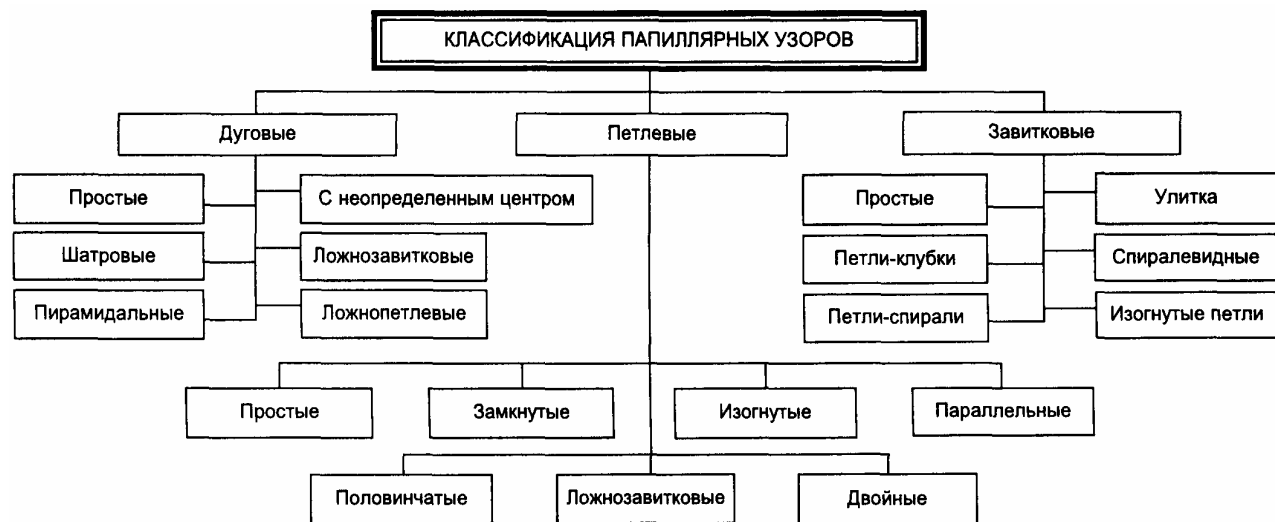 КЛАССИФИКАЦИЯ ПАПИЛЛЯРНЫХ УЗОРОВ
Дуговые
Петлевые
Завитковые
Простые
С неопределенным центром
Шатровые
Ложнозавитковые
Пирамидальные
Ложнопетлевые
Простые
Улитка
Петли-клубки
Спиралевидные
Петли-спирали
Изогнутые петли
Простые
Замкнутые
Изогнутые
Параллельные
Половинчатые
Ложнозавитковые
Двойные